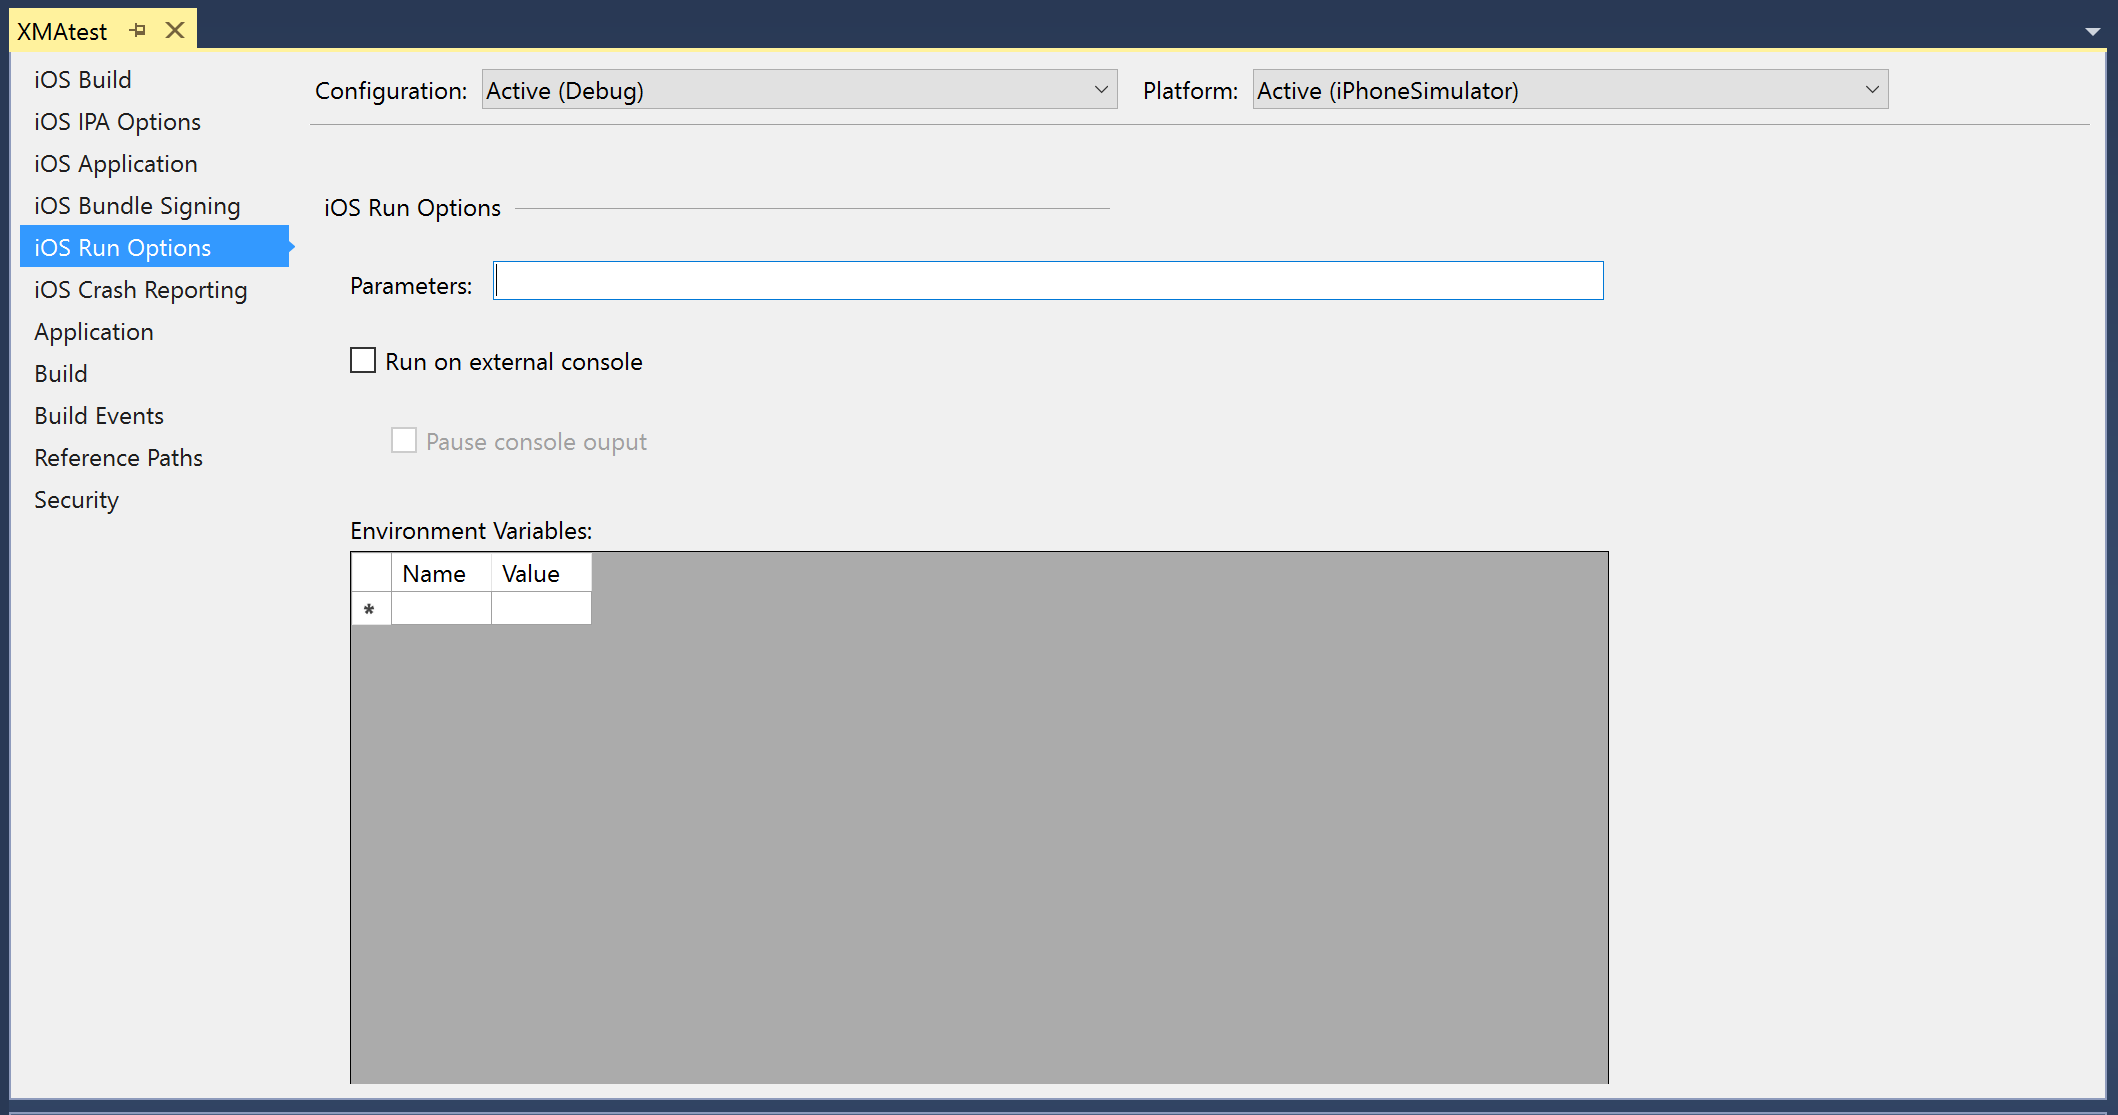 XMAtest
iOS Build
iOS IPA Options
iOS Application
iOS Bundle Signing
iOS Run Options
iOS Crash Reporting
Application
Build
Build Events
Reference Paths
Security
Configuration: Active (Debug) Platform: Active (iPhoneSimulator)
iOS Run Options
Parameters:
Run on external console
Pause console ouput
Environment Variables:
Name Value
*